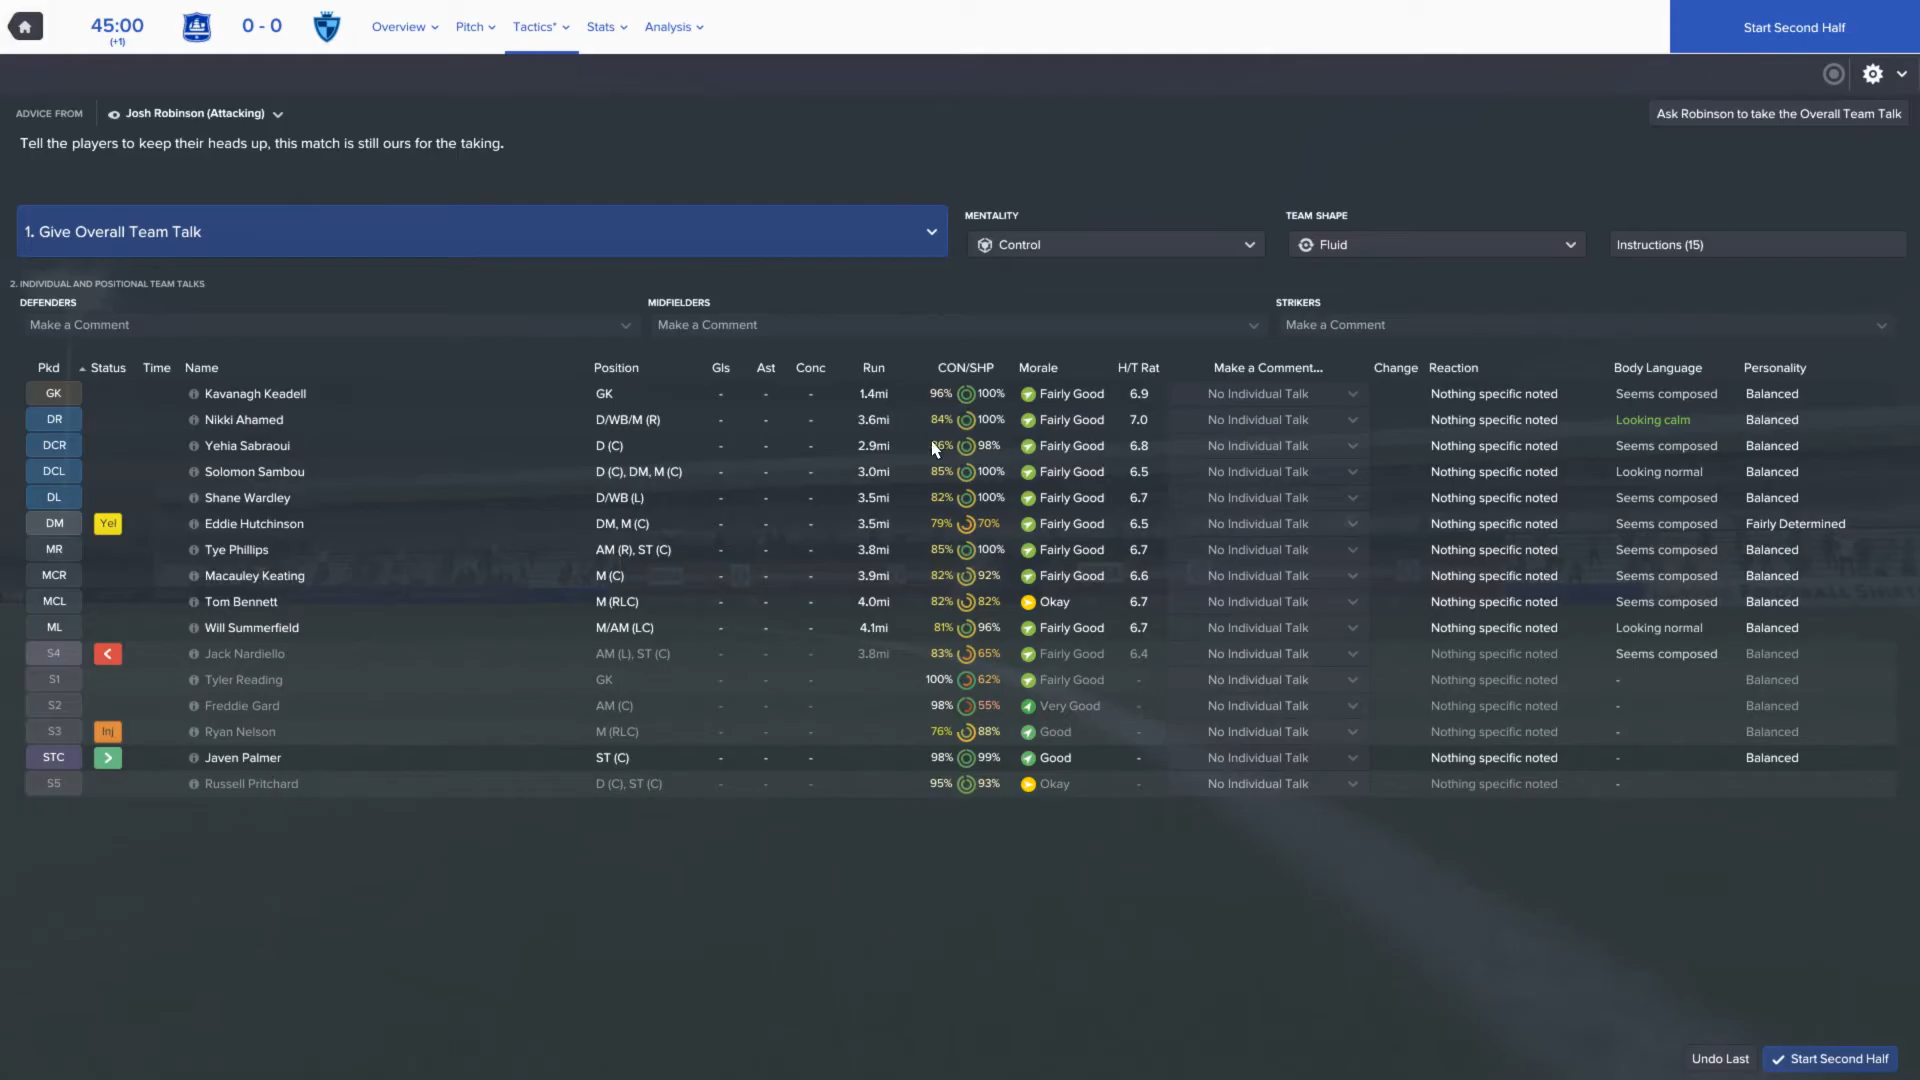 45:00 (+1) 0 - 0 Overview Pitch Tactics* Stats Analysis Start Second Half
ADVICE FROM Josh Robinson (Attacking) Ask Robinson to take the Overall Team Talk
Tell the players to keep their heads up, this match is still ours for the taking.
MENTALITY TEAM SHAPE
1. Give Overall Team Talk Control Fluid Instructions (15)
2. INDIVIDUAL AND POSITIONAL TEAM TALKS
DEFENDERS MIDFIELDERS STRIKERS
Make a Comment Make a Comment Make a Comment
Pkd Status Time Name Position Gls Ast Conc Run CON/SHP Morale H/T Rat Make a Comment... Change Reaction Body Language Personality
GK Kavanagh Keadell GK - - - 1.4mi 96% 100% Fairly Good 6.9 No Individual Talk Nothing specific noted Seems composed Balanced
DR Nikki Ahamed D/WB/M (R) - - - 3.6mi 84% 100% Fairly Good 7.0 No Individual Talk Nothing specific noted Looking calm Balanced
DCR Yehia Sabraoui D (C) - - - 2.9mi 98% Fairly Good 6.8 No Individual Talk Nothing specific noted Seems composed Balanced
DCL Solomon Sambou D (C), DM, M (C) - - - 3.0mi 85% 100% Fairly Good 6.5 No Individual Talk Nothing specific noted Looking normal Balanced
DL Shane Wardley D/WB (L) - - - 3.5mi 82% 100% Fairly Good 6.7 No Individual Talk Nothing specific noted Seems composed Balanced
DM Yel Eddie Hutchinson DM, M (C) - - - 3.5mi 79% 70% Fairly Good 6.5 No Individual Talk Nothing specific noted Seems composed Fairly Determined
MR Tye Phillips AM (R), ST (C) - - - 3.8mi 85% 100% Fairly Good 6.7 No Individual Talk Nothing specific noted Seems composed Balanced
MCR Macauley Keating M (C) - - - 3.9mi 82% 92% Fairly Good 6.6 No Individual Talk Nothing specific noted Seems composed Balanced
MCL Tom Bennett M (RLC) - - - 4.0mi 82% 82% Okay 6.7 No Individual Talk Nothing specific noted Seems composed Balanced
ML Will Summerfield M/AM (LC) - - - 4.1mi 81% 96% Fairly Good 6.7 No Individual Talk Nothing specific noted Looking normal Balanced
S4 Jack Nardiello AM (L), ST (C) - - - 3.8mi 83% 65% Fairly Good 6.4 No Individual Talk Nothing specific noted Seems composed Balanced
S1 Tyler Reading GK - - - 100% 62% Fairly Good - No Individual Talk Nothing specific noted - Balanced
S2 Freddie Gard AM (C) - - - 98% 55% Very Good - No Individual Talk Nothing specific noted - Balanced
S3 Inj Ryan Nelson M (RLC) - - - 76% 88% Good - No Individual Talk Nothing specific noted - Balanced
STC Javen Palmer ST (C) - - - 98% 99% Good - No Individual Talk Nothing specific noted - Balanced
S5 Russell Pritchard D (C), ST (C) - - - 95% 93% Okay - No Individual Talk Nothing specific noted - Balanced
Undo Last Start Second Half